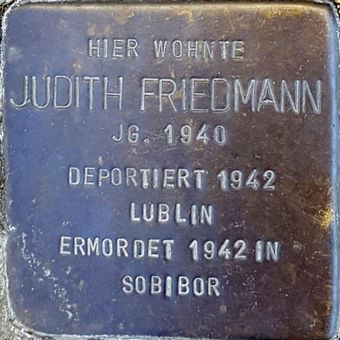 HIER WOHNTE
JUDITH FRIEDMANN
JG. 1940
DEPORTIERT 1942
LUBLIN
ERMORDET 1942 IN
SOBIBOR